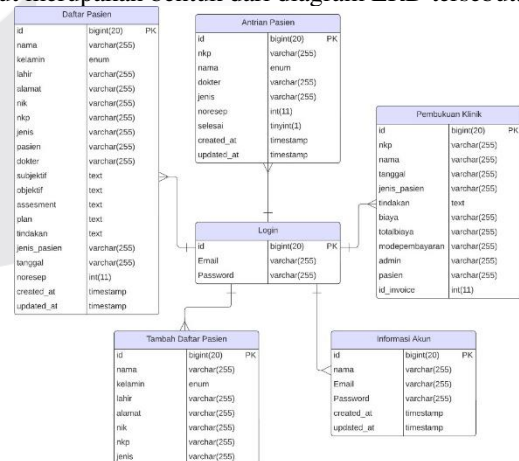 ut merupakan bentuk dari diagram ERD tersebut
Daftar Pasien
id bigint(20) PK
nama varchar(255)
kelamin enum
lahir varchar(255)
alamat varchar(255)
nik varchar(255)
nkp varchar(255)
jenis varchar(255)
pasien varchar(255)
dokter varchar(255)
subjektif text
objektif text
assesment text
plan text
tindakan text
jenis_pasien varchar(255)
tanggal varchar(255)
noresep int(11)
created_at timestamp
updated_at timestamp
Antrian Pasien
id bigint(20) PK
nkp varchar(255)
nama enum
dokter varchar(255)
jenis varchar(255)
noresep int(11)
selesai tinyint(1)
created_at timestamp
updated_at timestamp
Pembukuan Klinik
id bigint(20) PK
nkp varchar(255)
nama varchar(255)
tanggal varchar(255)
jenis_pasien varchar(255)
tindakan text
biaya varchar(255)
totalbiaya varchar(255)
modepembayaran varchar(255)
admin varchar(255)
pasien varchar(255)
id_invoice int(11)
Login
id bigint(20) PK
Email varchar(255)
Password varchar(255)
Tambah Daftar Pasien
id bigint(20) PK
nama varchar(255)
kelamin enum
lahir varchar(255)
alamat varchar(255)
nik varchar(255)
nkp varchar(255)
jenis varchar(255)
Informasi Akun
id bigint(20) PK
nama varchar(255)
Email varchar(255)
Password varchar(255)
created_at timestamp
updated_at timestamp